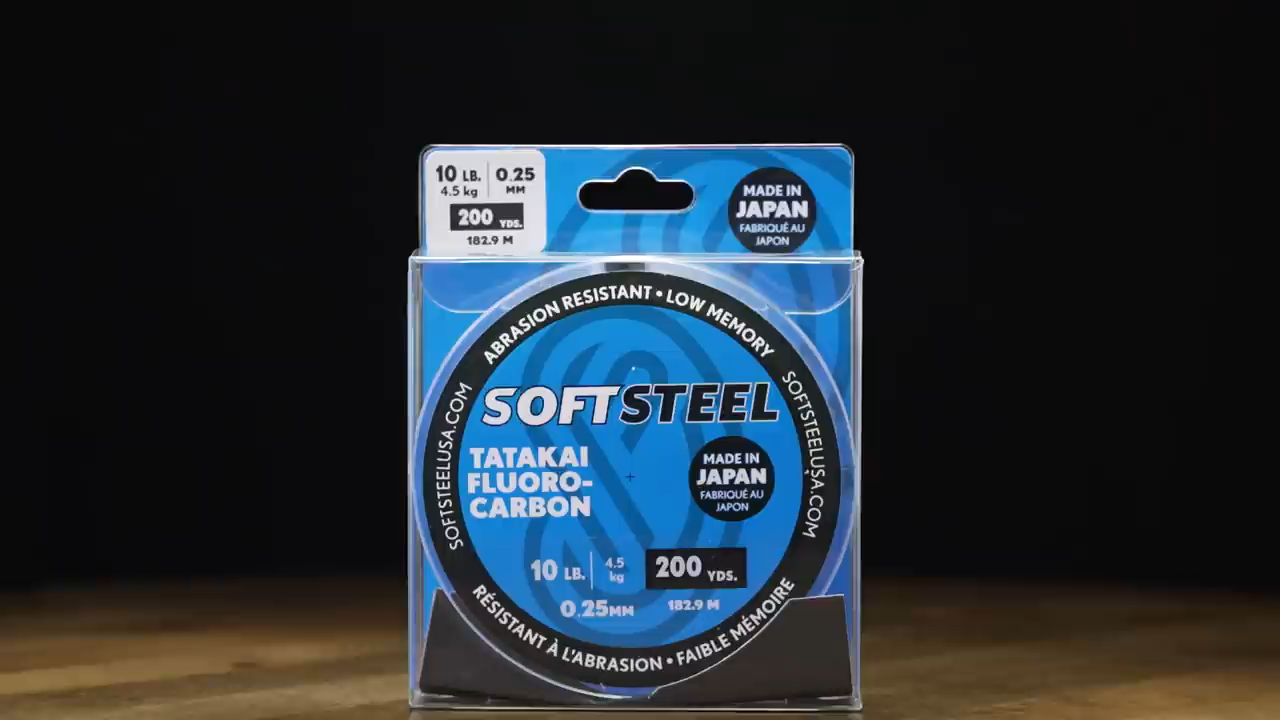 10 LB. 0.25
4.5 kg MM
200 YDS.
182.9 M
MADE IN
JAPAN
FABRIQUÉ AU
JAPON
ABRASION RESISTANT • LOW MEMORY
SOFTSTEELUSA.COM
SOFTSTEELUSA.COM
SOFTSTEEL
TATAKAI
FLUORO-
CARBON
MADE IN
JAPAN
FABRIQUÉ AU
JAPON
10 LB. 4.5 kg 200 YDS.
0.25MM 182.9 M
RÉSISTANT À L'ABRASION • FAIBLE MÉMOIRE